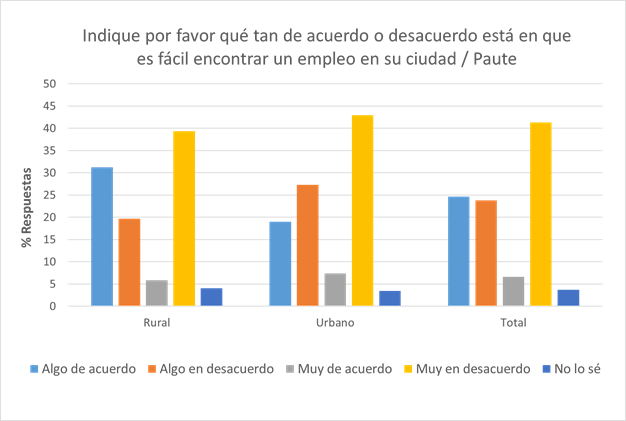 Indique por favor qué tan de acuerdo o desacuerdo está en que
es fácil encontrar un empleo en su ciudad / Paute
50
45
40
35
30
25
20
15
10
5
0
% Respuestas
Rural Urbano Total
Algo de acuerdo Algo en desacuerdo Muy de acuerdo Muy en desacuerdo No lo sé